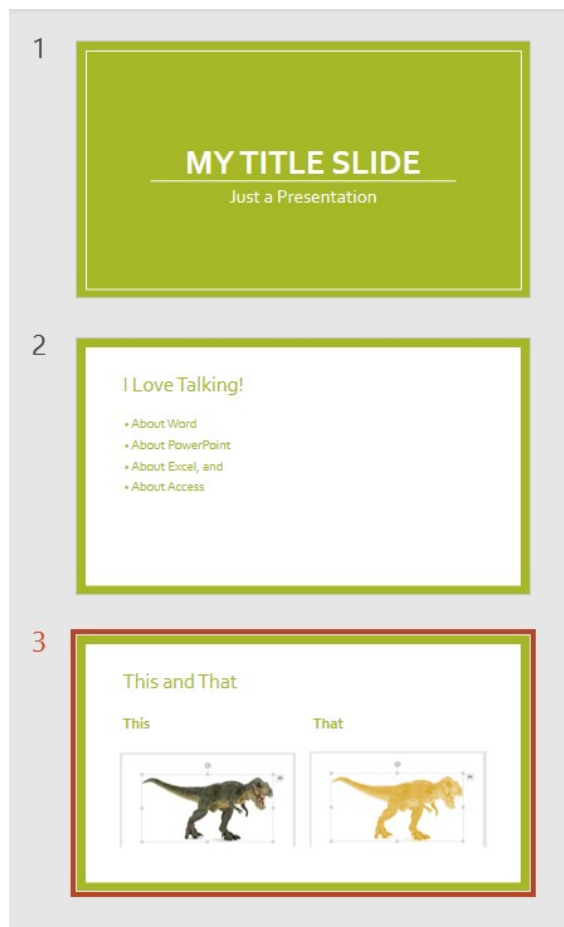 1
MY TITLE SLIDE
Just a Presentation
2
I Love Talking!
• About Word
• About PowerPoint
• About Excel, and
• About Access
3
This and That
This
That